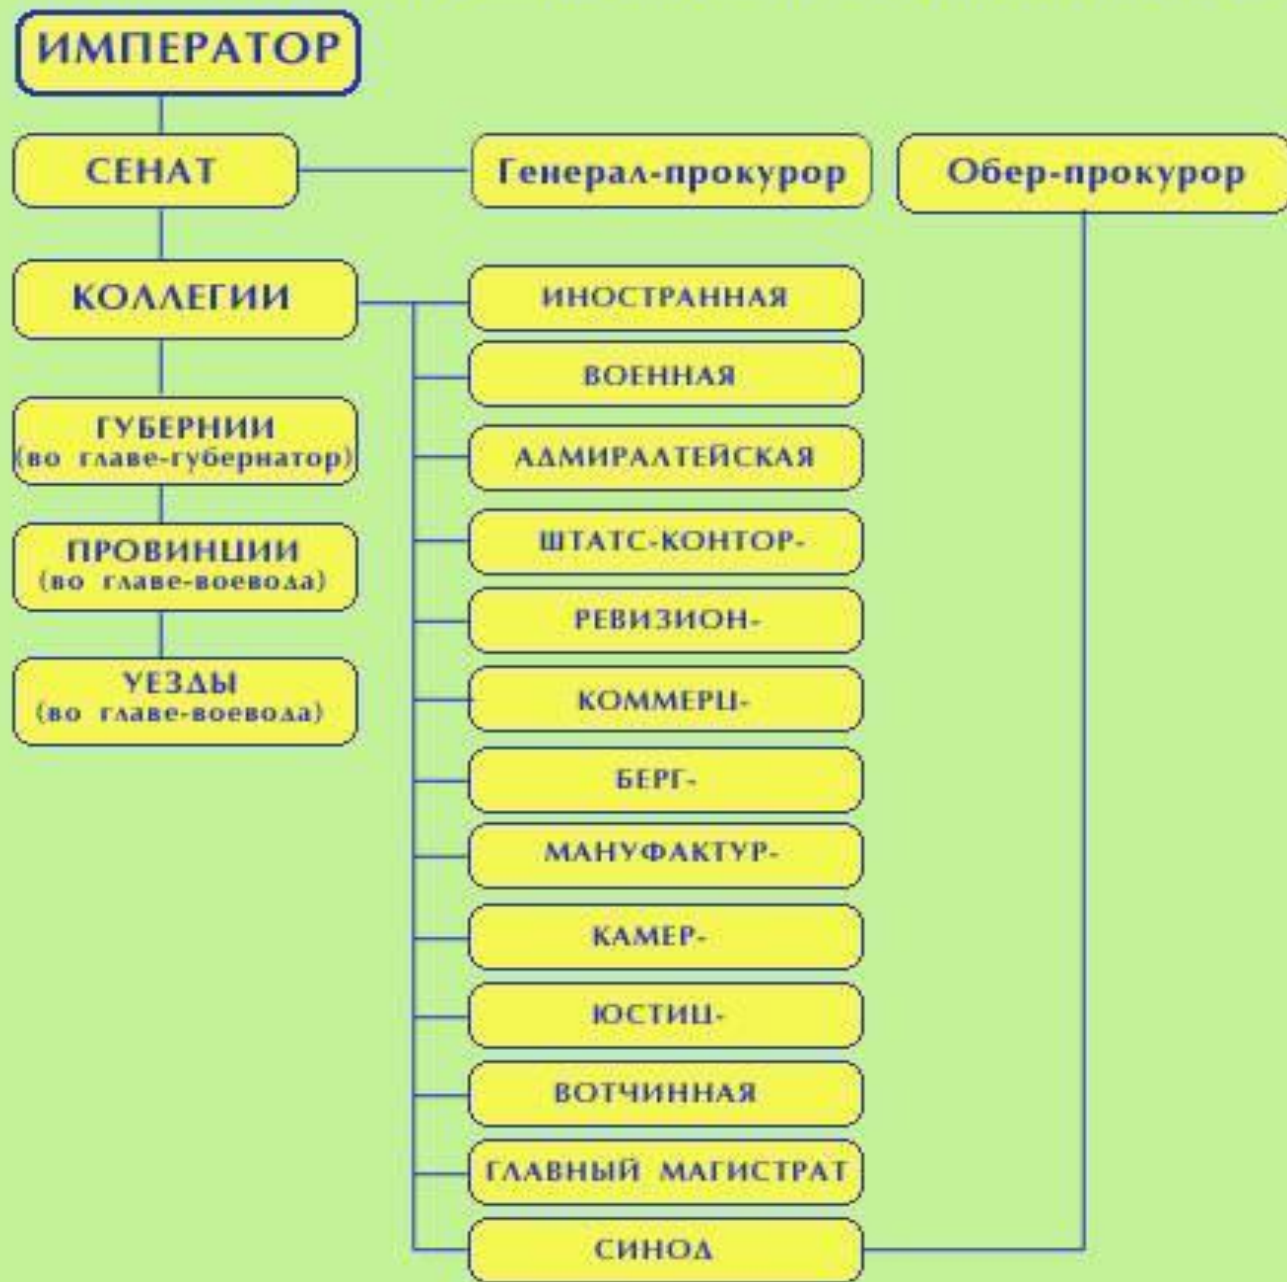 ИМПЕРАТОР
СЕНАТ
Генерал-прокурор
Обер-прокурор
КОЛЛЕГИИ
ИНОСТРАННАЯ
ВОЕННАЯ
АДМИРАЛТЕЙСКАЯ
ШТАТС-КОНТОР-
РЕВИЗИОН-
КОММЕРЦ-
БЕРГ-
МАНУФАКТУР-
КАМЕР-
ЮСТИЦ-
ВОТЧИННАЯ
ГЛАВНЫЙ МАГИСТРАТ
СИНОД
ГУБЕРНИИ
(во главе-губернатор)
ПРОВИНЦИИ
(во главе-воевода)
УЕЗДЫ
(во главе-воевода)